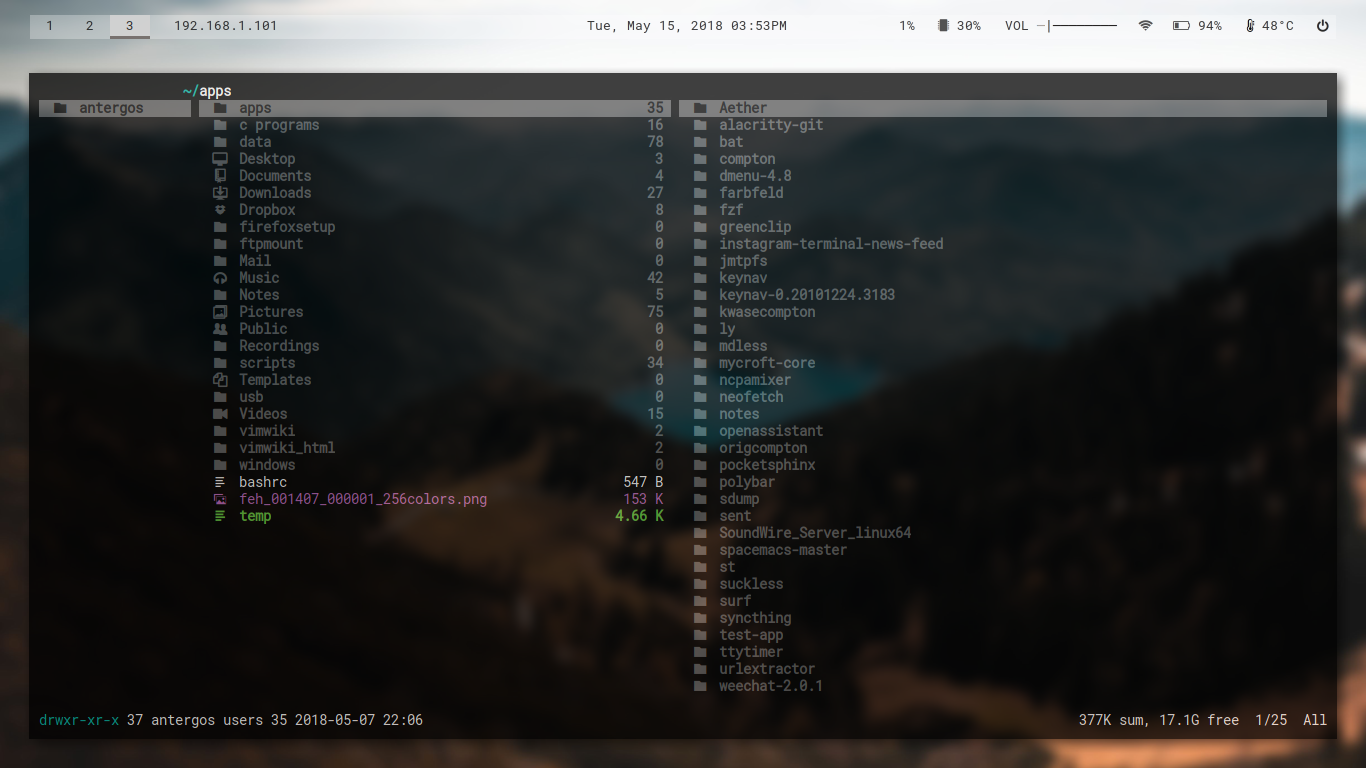 1 2 3 192.168.1.101 Tue, May 15, 2018 03:53PM 1% 30% VOL 94% 48°C
~/apps
antergos apps 35 Aether
c programs 16 alacritty-git
data 78 bat
Desktop 3 compton
Documents 4 dmenu-4.8
Downloads 27 farbfeld
Dropbox 8 fzf
firefoxsetup 0 greenclip
ftpmount 0 instagram-terminal-news-feed
Mail 0 jmtpfs
Music 42 keynav
Notes 5 keynav-0.20101224.3183
Pictures 75 kwasecompton
Public 0 ly
Recordings 0 mdless
scripts 34 mycroft-core
Templates 0 ncpamixer
usb 0 neofetch
Videos 15 notes
vimwiki 2 openassistant
vimwiki_html 2 origcompton
windows 0 pocketsphinx
bashrc 547 B polybar
feh_001407_000001_256colors.png 153 K sdump
temp 4.66 K sent
SoundWire_Server_linux64
spacemacs-master
st
suckless
surf
syncthing
test-app
ttytimer
urlextractor
weechat-2.0.1
drwxr-xr-x 37 antergos users 35 2018-05-07 22:06 377K sum, 17.1G free 1/25 All